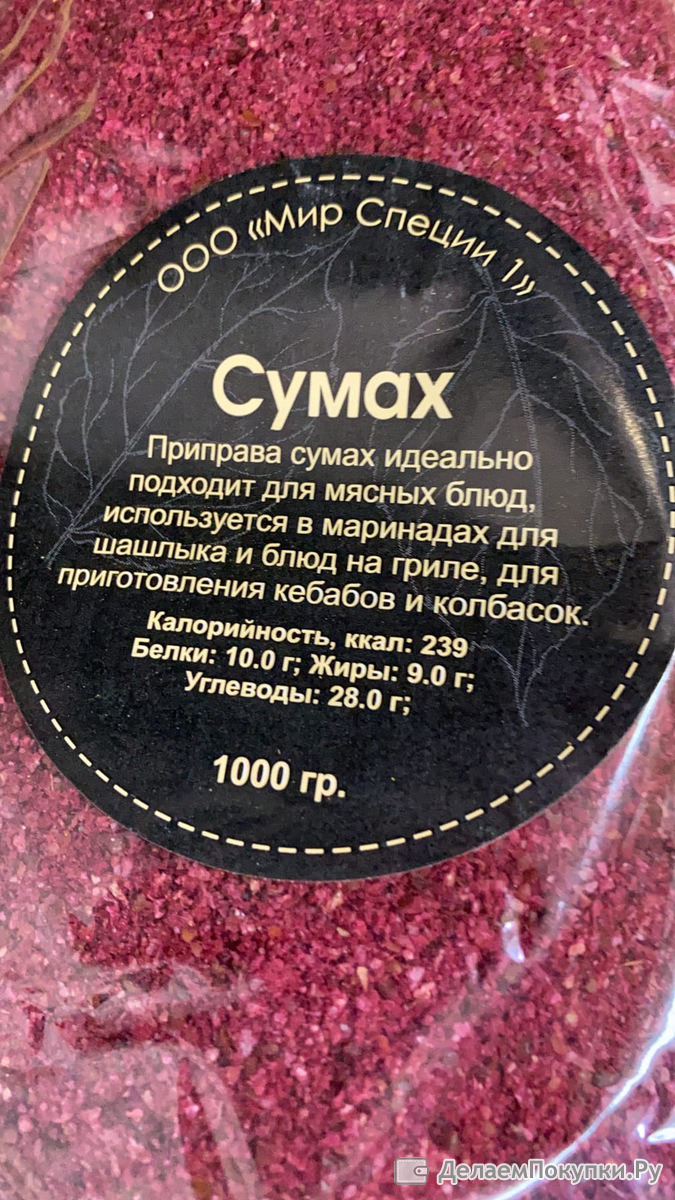 ООО «Мир Специи 1»
Сумах
Приправа сумах идеально
подходит для мясных блюд,
используется в маринадах для
шашлыка и блюд на гриле, для
приготовления кебабов и колбасок.
Калорийность, ккал: 239
Белки: 10.0 г; Жиры: 9.0 г;
Углеводы: 28.0 г;
1000 гр.
ДелаемПокупки.Ру